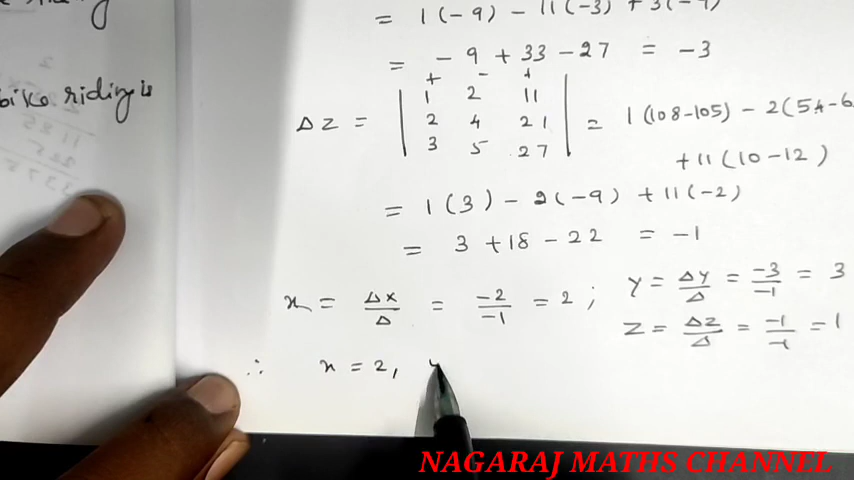 = 1(-9) - 11(-3) + 3(-9)
= - 9 + 33 - 27 = -3
+ - +
1 2 11
Δz = 2 4 21 = 1(108-105) - 2(54-6
3 5 27
+ 11(10-12)
= 1(3) - 2(-9) + 11(-2)
= 3 + 18 - 22 = -1
x = Δx/Δ = -2/-1 = 2 ; y = Δy/Δ = -3/-1 = 3
z = Δz/Δ = -1/-1 = 1
∴ x = 2,
bike riding is
NAGARAJ MATHS CHANNEL